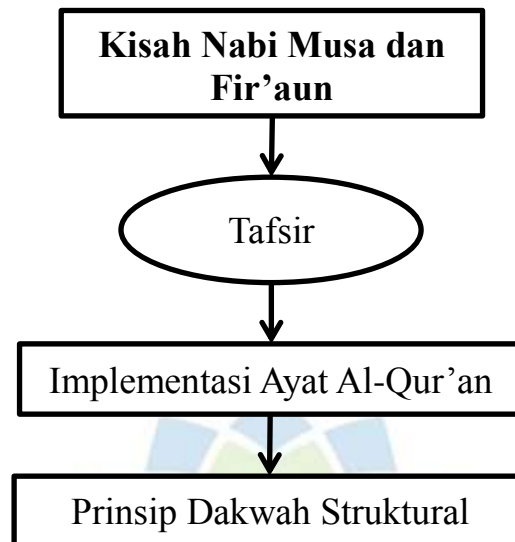 Kisah Nabi Musa dan
Fir’aun
Tafsir
Implementasi Ayat Al-Qur’an
Prinsip Dakwah Struktural